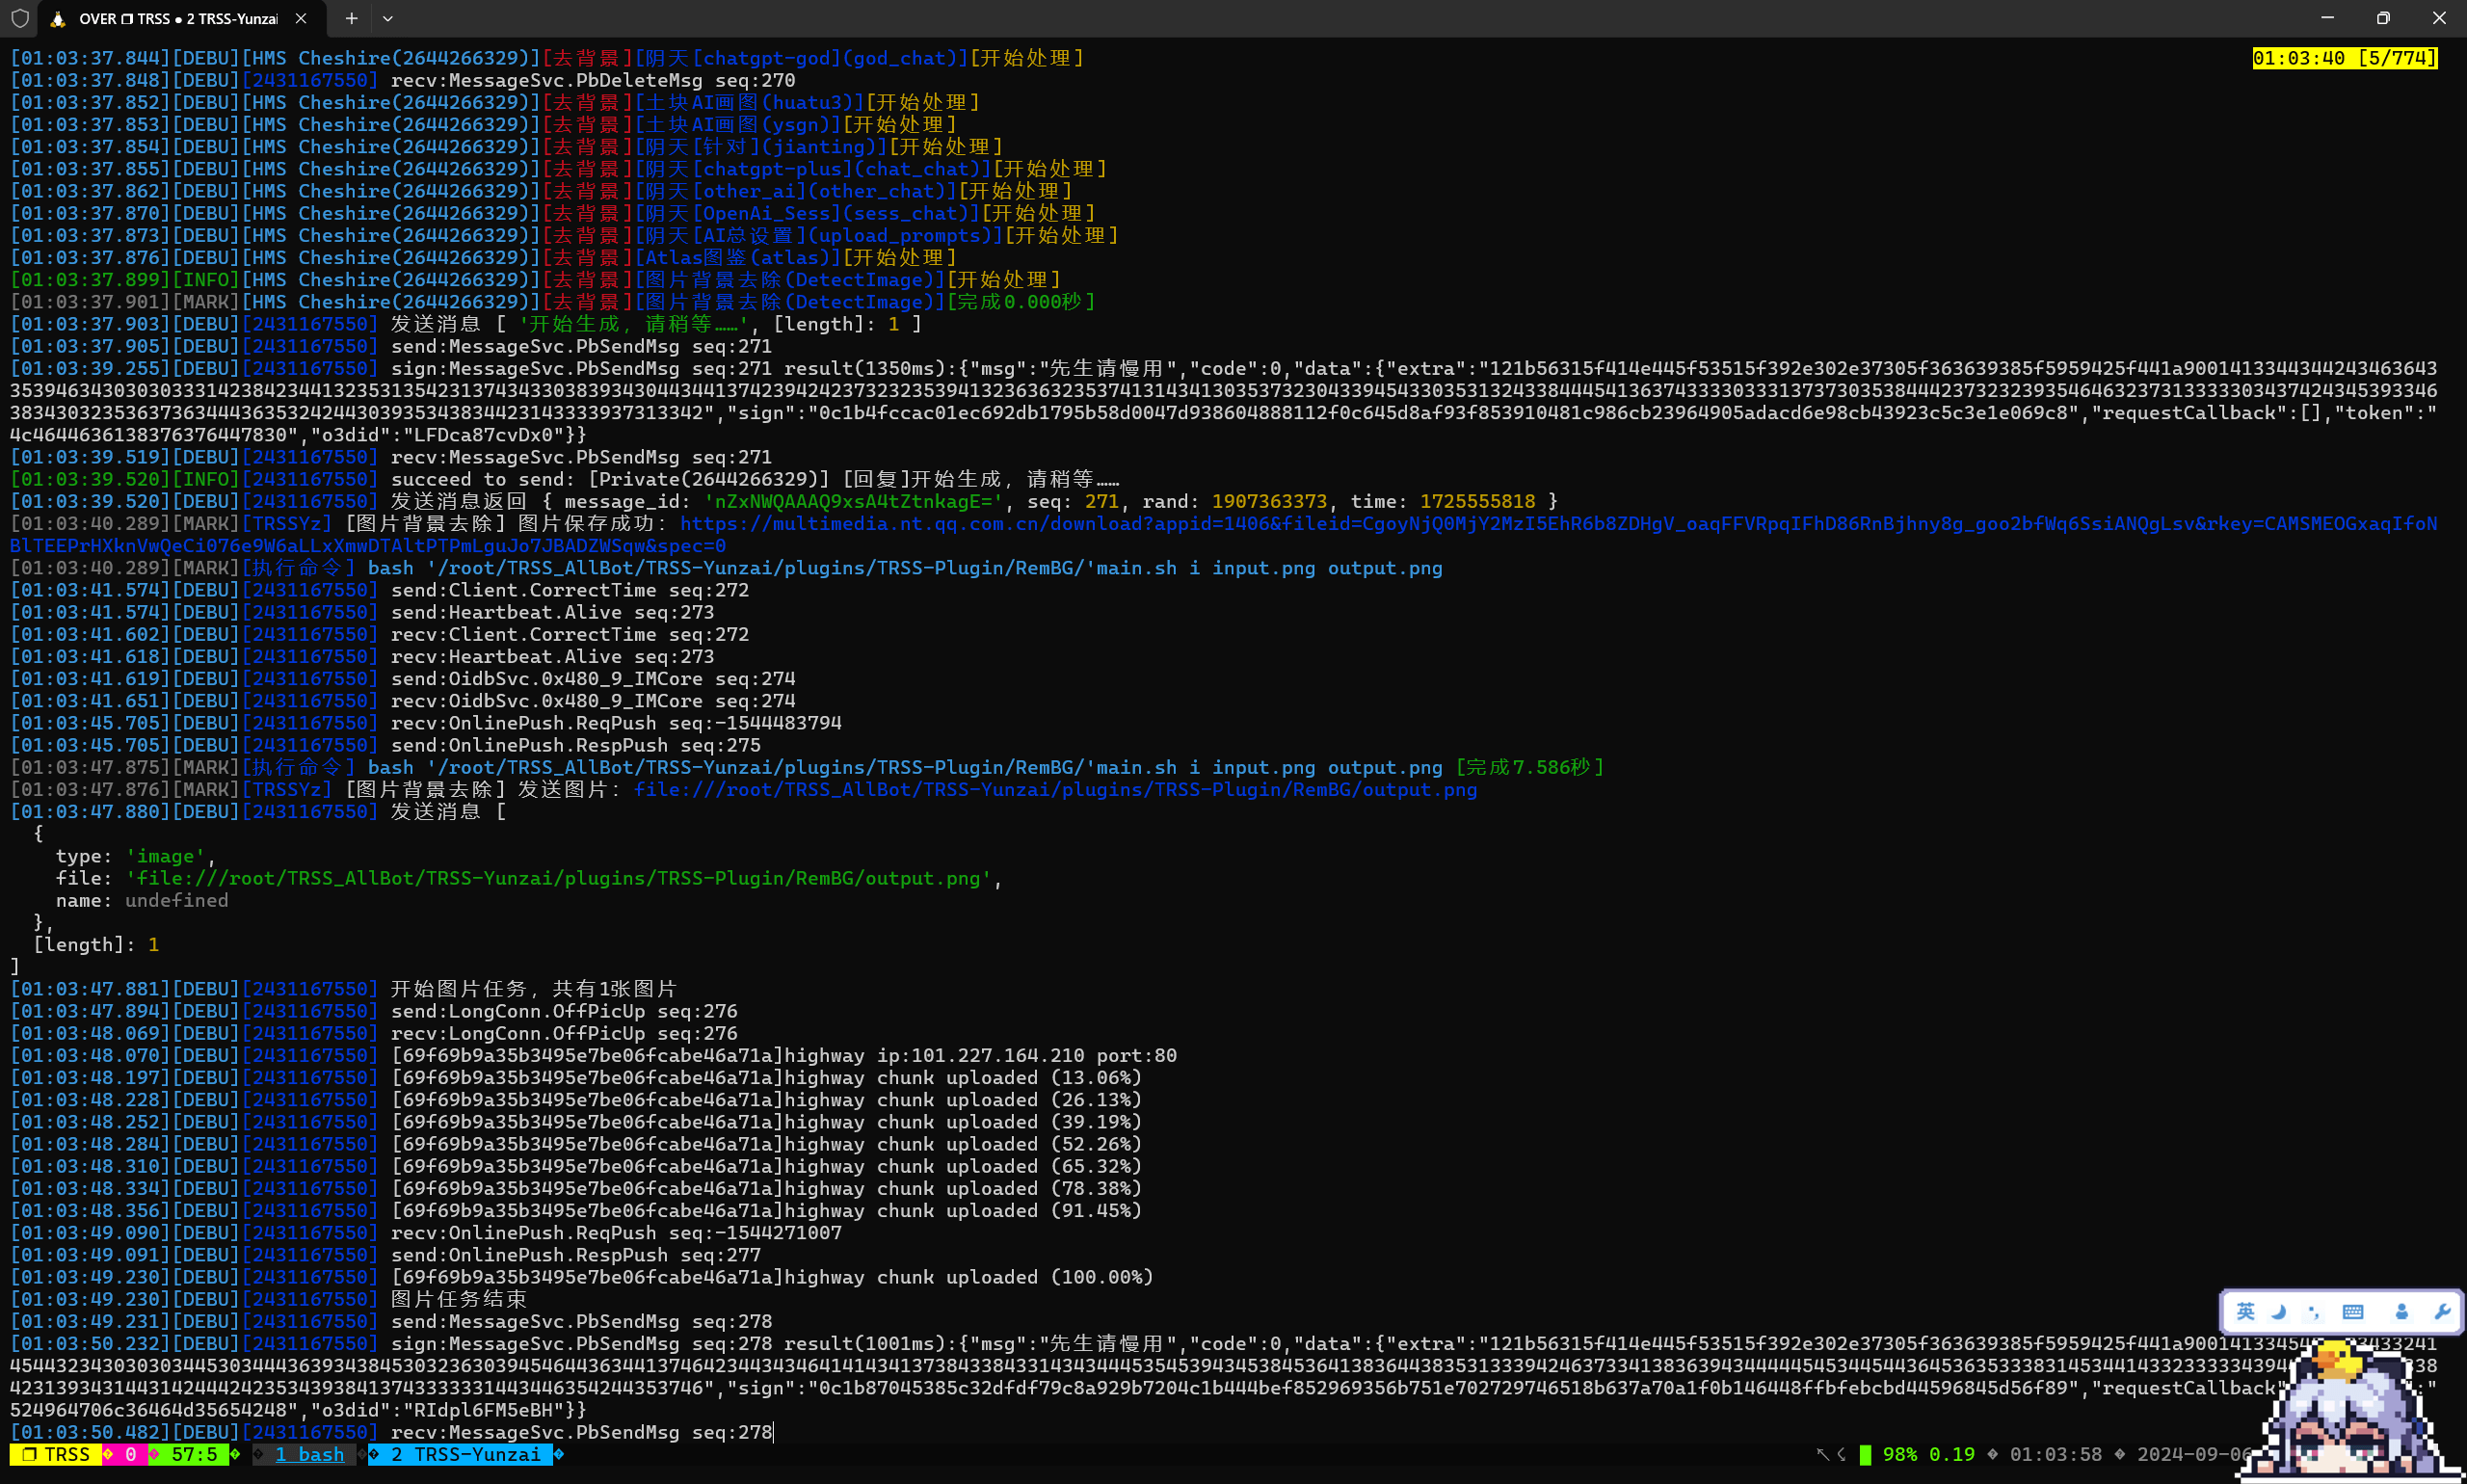 OVER ❐ TRSS ● 2 TRSS-Yunzai
[01:03:37.844][DEBU][HMS Cheshire(2644266329)][去背景][阴天[chatgpt-god](god_chat)][开始处理]
01:03:40 [5/774]
[01:03:37.848][DEBU][2431167550] recv:MessageSvc.PbDeleteMsg seq:270
[01:03:37.852][DEBU][HMS Cheshire(2644266329)][去背景][土块AI画图(huatu3)][开始处理]
[01:03:37.853][DEBU][HMS Cheshire(2644266329)][去背景][土块AI画图(ysgn)][开始处理]
[01:03:37.854][DEBU][HMS Cheshire(2644266329)][去背景][阴天[针对](jianting)][开始处理]
[01:03:37.855][DEBU][HMS Cheshire(2644266329)][去背景][阴天[chatgpt-plus](chat_chat)][开始处理]
[01:03:37.862][DEBU][HMS Cheshire(2644266329)][去背景][阴天[other_ai](other_chat)][开始处理]
[01:03:37.870][DEBU][HMS Cheshire(2644266329)][去背景][阴天[OpenAi_Sess](sess_chat)][开始处理]
[01:03:37.873][DEBU][HMS Cheshire(2644266329)][去背景][阴天[AI总设置](upload_prompts)][开始处理]
[01:03:37.876][DEBU][HMS Cheshire(2644266329)][去背景][Atlas图鉴(atlas)][开始处理]
[01:03:37.899][INFO][HMS Cheshire(2644266329)][去背景][图片背景去除(DetectImage)][开始处理]
[01:03:37.901][MARK][HMS Cheshire(2644266329)][去背景][图片背景去除(DetectImage)][完成0.000秒]
[01:03:37.903][DEBU][2431167550] 发送消息 [ '开始生成，请稍等……', [length]: 1 ]
[01:03:37.905][DEBU][2431167550] send:MessageSvc.PbSendMsg seq:271
[01:03:39.255][DEBU][2431167550] sign:MessageSvc.PbSendMsg seq:271 result(1350ms):{"msg":"先生请慢用","code":0,"data":{"extra":
"sign":
"requestCallback":[],"token":"
4c4644636138376376447830","o3did":"LFDca87cvDx0"}}
[01:03:39.519][DEBU][2431167550] recv:MessageSvc.PbSendMsg seq:271
[01:03:39.520][INFO][2431167550] succeed to send: [Private(2644266329)] [回复]开始生成，请稍等……
[01:03:39.520][DEBU][2431167550] 发送消息返回 { message_id: 'nZxNWQAAAQ9xsA4tZtnkagE=', seq: 271, rand: 1907363373, time: 1725555818 }
[01:03:40.289][MARK][TRSSYz] [图片背景去除] 图片保存成功: https://multimedia.nt.qq.com.cn/download?appid=1406&fileid=CgoyNjQ0MjY2MzI5EhR6b8ZDHgV_oaqFFVRpqIFhD86RnBjhny8g_goo2bfWq6SsiANQgLsv&rkey=CAMSMEOGxaqIfoN
BlTEEPrHXknVwQeCi076e9W6aLLxXmwDTAltPTPmLguJo7JBADZWSqw&spec=0
[01:03:40.289][MARK][执行命令] bash '/root/TRSS_AllBot/TRSS-Yunzai/plugins/TRSS-Plugin/RemBG/'main.sh i input.png output.png
[01:03:41.574][DEBU][2431167550] send:Client.CorrectTime seq:272
[01:03:41.574][DEBU][2431167550] send:Heartbeat.Alive seq:273
[01:03:41.602][DEBU][2431167550] recv:Client.CorrectTime seq:272
[01:03:41.618][DEBU][2431167550] recv:Heartbeat.Alive seq:273
[01:03:41.619][DEBU][2431167550] send:OidbSvc.0x480_9_IMCore seq:274
[01:03:41.651][DEBU][2431167550] recv:OidbSvc.0x480_9_IMCore seq:274
[01:03:45.705][DEBU][2431167550] recv:OnlinePush.ReqPush seq:-1544483794
[01:03:45.705][DEBU][2431167550] send:OnlinePush.RespPush seq:275
[01:03:47.875][MARK][执行命令] bash '/root/TRSS_AllBot/TRSS-Yunzai/plugins/TRSS-Plugin/RemBG/'main.sh i input.png output.png [完成7.586秒]
[01:03:47.876][MARK][TRSSYz] [图片背景去除] 发送图片: file:///root/TRSS_AllBot/TRSS-Yunzai/plugins/TRSS-Plugin/RemBG/output.png
[01:03:47.880][DEBU][2431167550] 发送消息 [
{
type: 'image',
file: 'file:///root/TRSS_AllBot/TRSS-Yunzai/plugins/TRSS-Plugin/RemBG/output.png',
name: undefined
},
[length]: 1
]
[01:03:47.881][DEBU][2431167550] 开始图片任务，共有1张图片
[01:03:47.894][DEBU][2431167550] send:LongConn.OffPicUp seq:276
[01:03:48.069][DEBU][2431167550] recv:LongConn.OffPicUp seq:276
[01:03:48.070][DEBU][2431167550] [69f69b9a35b3495e7be06fcabe46a71a]highway ip:101.227.164.210 port:80
[01:03:48.197][DEBU][2431167550] [69f69b9a35b3495e7be06fcabe46a71a]highway chunk uploaded (13.06%)
[01:03:48.228][DEBU][2431167550] [69f69b9a35b3495e7be06fcabe46a71a]highway chunk uploaded (26.13%)
[01:03:48.252][DEBU][2431167550] [69f69b9a35b3495e7be06fcabe46a71a]highway chunk uploaded (39.19%)
[01:03:48.284][DEBU][2431167550] [69f69b9a35b3495e7be06fcabe46a71a]highway chunk uploaded (52.26%)
[01:03:48.310][DEBU][2431167550] [69f69b9a35b3495e7be06fcabe46a71a]highway chunk uploaded (65.32%)
[01:03:48.334][DEBU][2431167550] [69f69b9a35b3495e7be06fcabe46a71a]highway chunk uploaded (78.38%)
[01:03:48.356][DEBU][2431167550] [69f69b9a35b3495e7be06fcabe46a71a]highway chunk uploaded (91.45%)
[01:03:49.090][DEBU][2431167550] recv:OnlinePush.ReqPush seq:-1544271007
[01:03:49.091][DEBU][2431167550] send:OnlinePush.RespPush seq:277
[01:03:49.230][DEBU][2431167550] [69f69b9a35b3495e7be06fcabe46a71a]highway chunk uploaded (100.00%)
[01:03:49.230][DEBU][2431167550] 图片任务结束
[01:03:49.231][DEBU][2431167550] send:MessageSvc.PbSendMsg seq:278
[01:03:50.232][DEBU][2431167550] sign:MessageSvc.PbSendMsg seq:278 result(1001ms):{"msg":"先生请慢用","code":0,"data":{"extra":
"sign":
"requestCallback"
524964706c36464d35654248","o3did":"RIdpl6FM5eBH"}}
[01:03:50.482][DEBU][2431167550] recv:MessageSvc.PbSendMsg seq:278
英
❐ TRSS 0 57:5 1 bash 2 TRSS-Yunzai
98% 0.19 01:03:58 2024-09-06